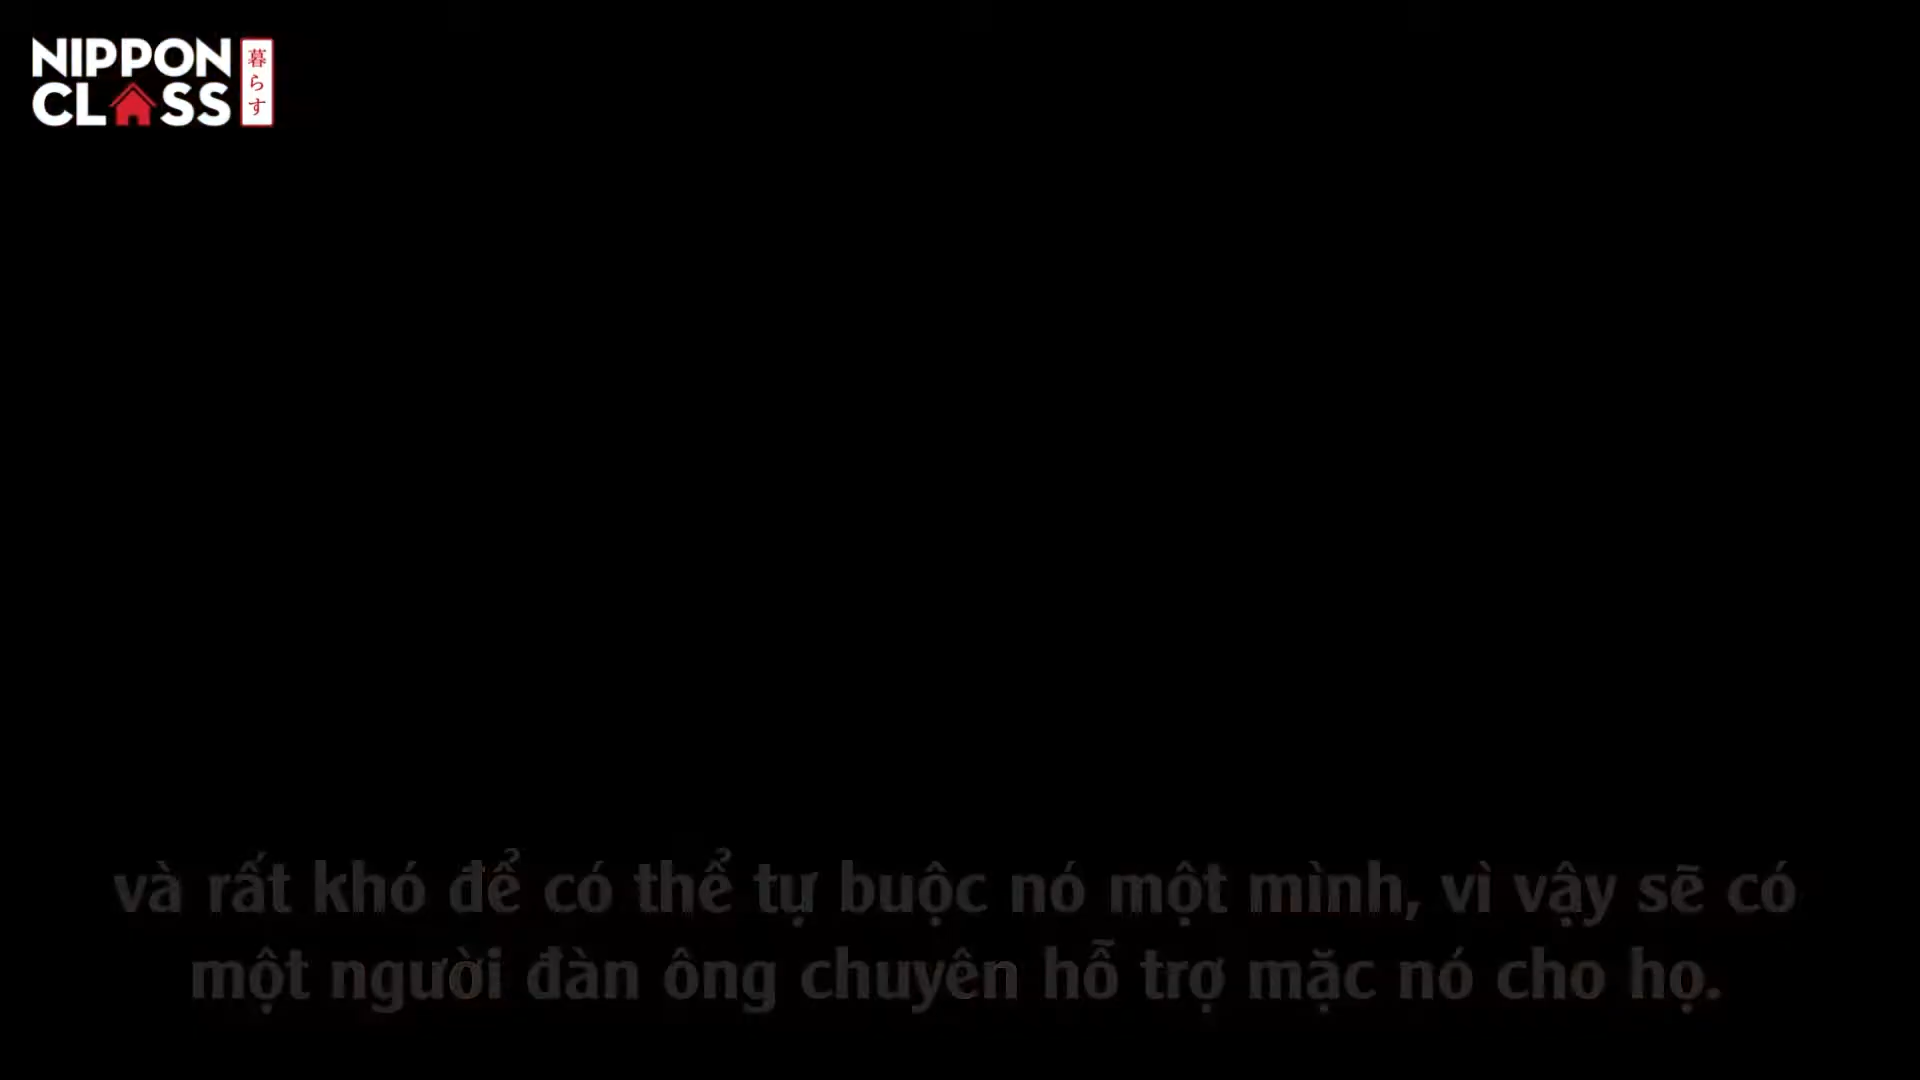 NIPPON
CLASS
暮らす
và rất khó để có thể tự buộc nó một mình, vì vậy sẽ có
một người đàn ông chuyên hỗ trợ mặc nó cho họ.